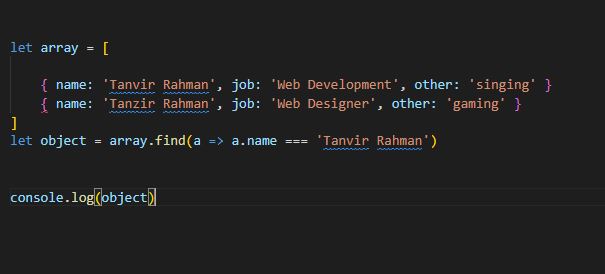 let array = [
{ name: 'Tanvir Rahman', job: 'Web Development', other: 'singing' }
{ name: 'Tanzir Rahman', job: 'Web Designer', other: 'gaming' }
]
let object = array.find(a => a.name === 'Tanvir Rahman')
console.log(object)